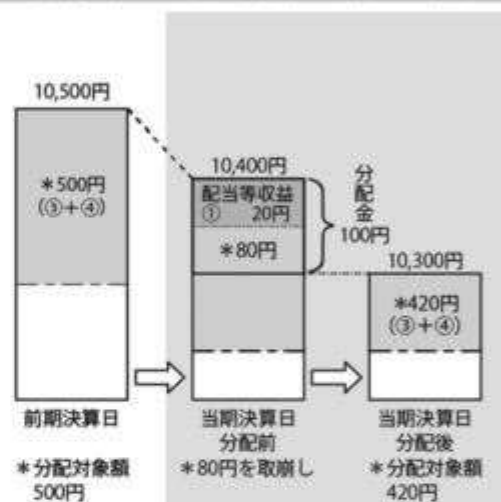 10,500円
*500円
(③+④)
前期決算日
*分配対象額
500円
10,400円
配当等収益
① 20円
*80円
分配金
100円
当期決算日
分配前
*80円を取崩し
10,300円
*420円
(③+④)
当期決算日
分配後
*分配対象額
420円